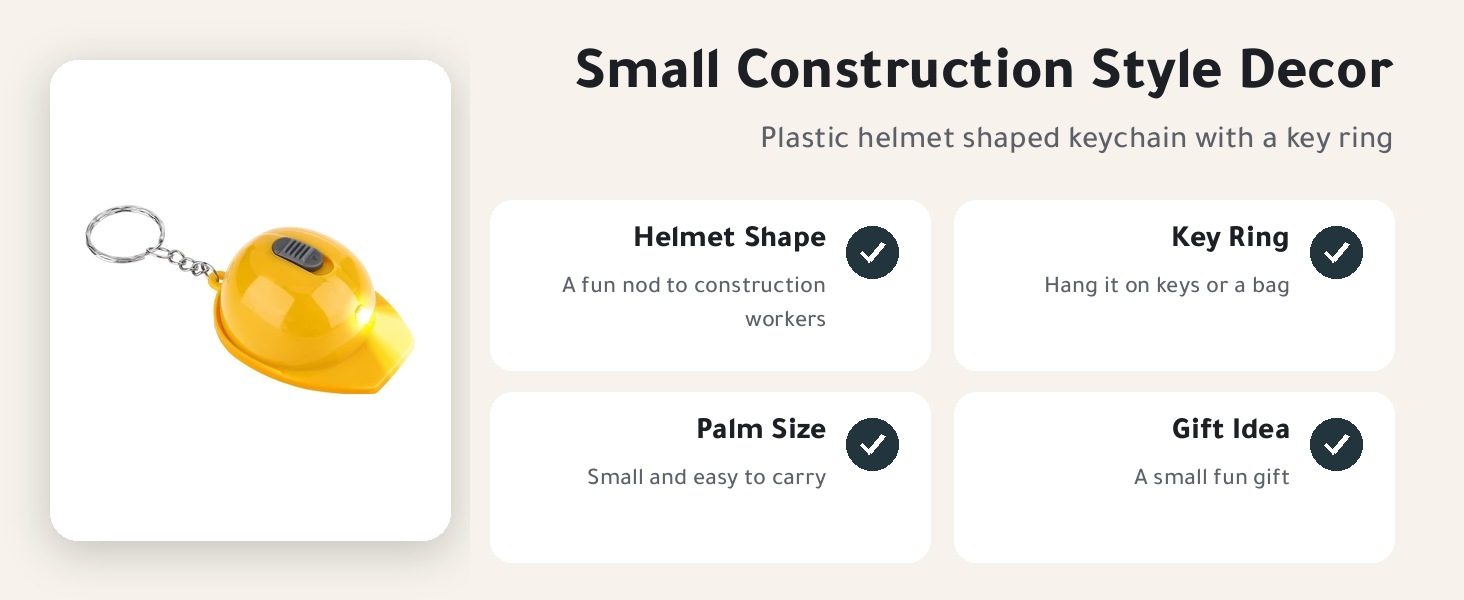 Small Construction Style Decor
Plastic helmet shaped keychain with a key ring
Helmet Shape
A fun nod to construction
workers
Key Ring
Hang it on keys or a bag
Palm Size
Small and easy to carry
Gift Idea
A small fun gift